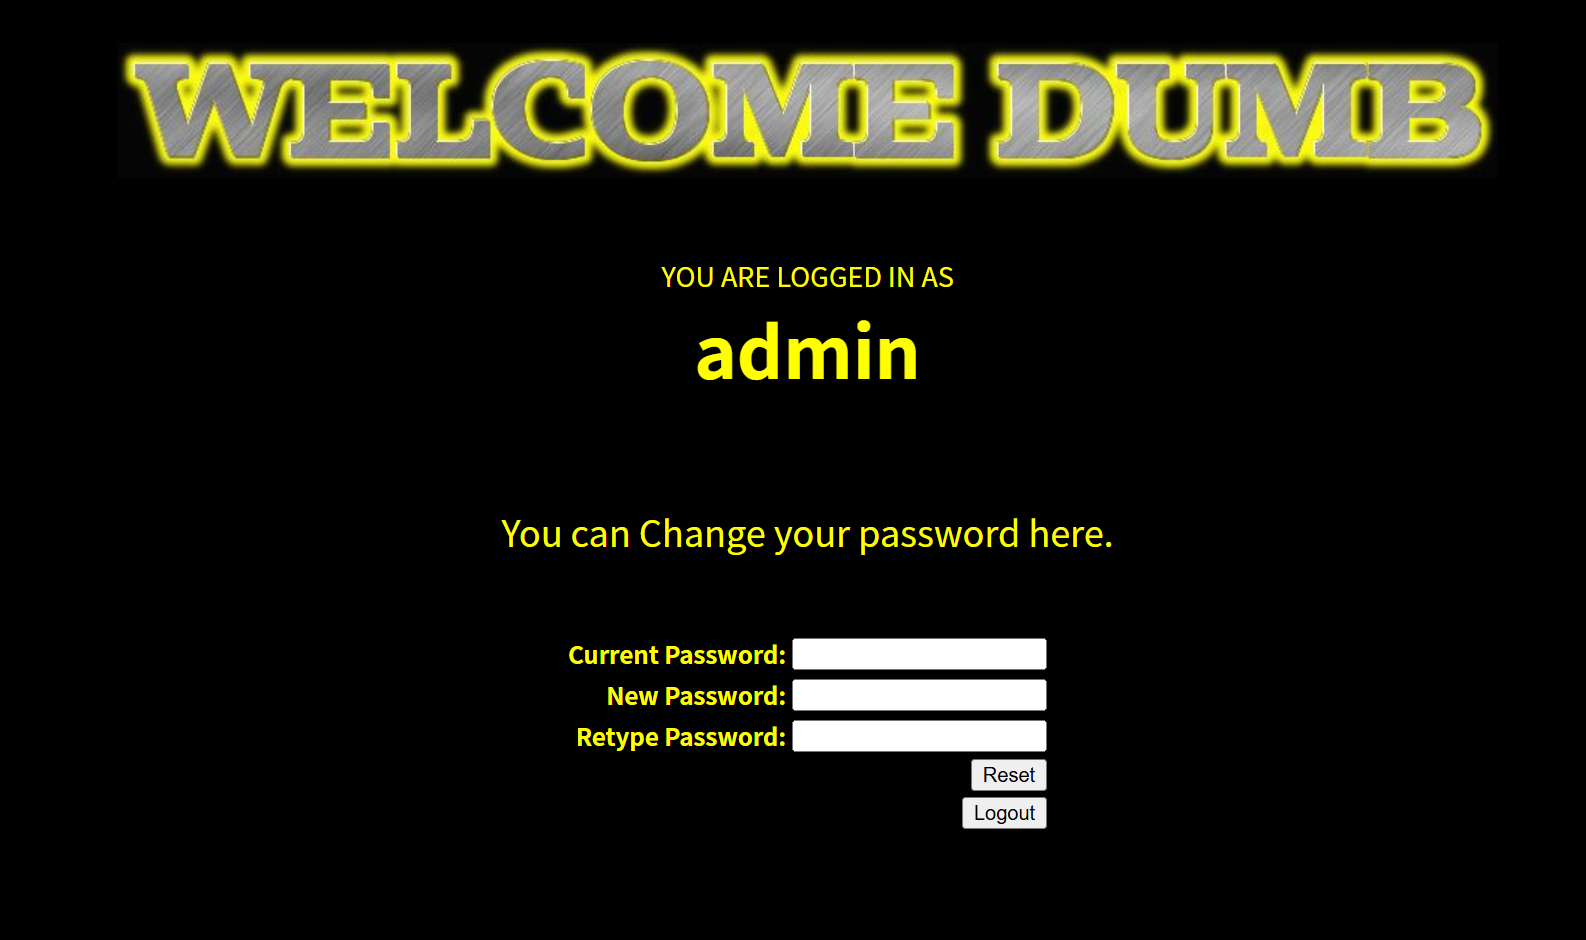 WELCOME DUMB
YOU ARE LOGGED IN AS
admin
You can Change your password here.
Current Password:
New Password:
Retype Password:
Reset
Logout